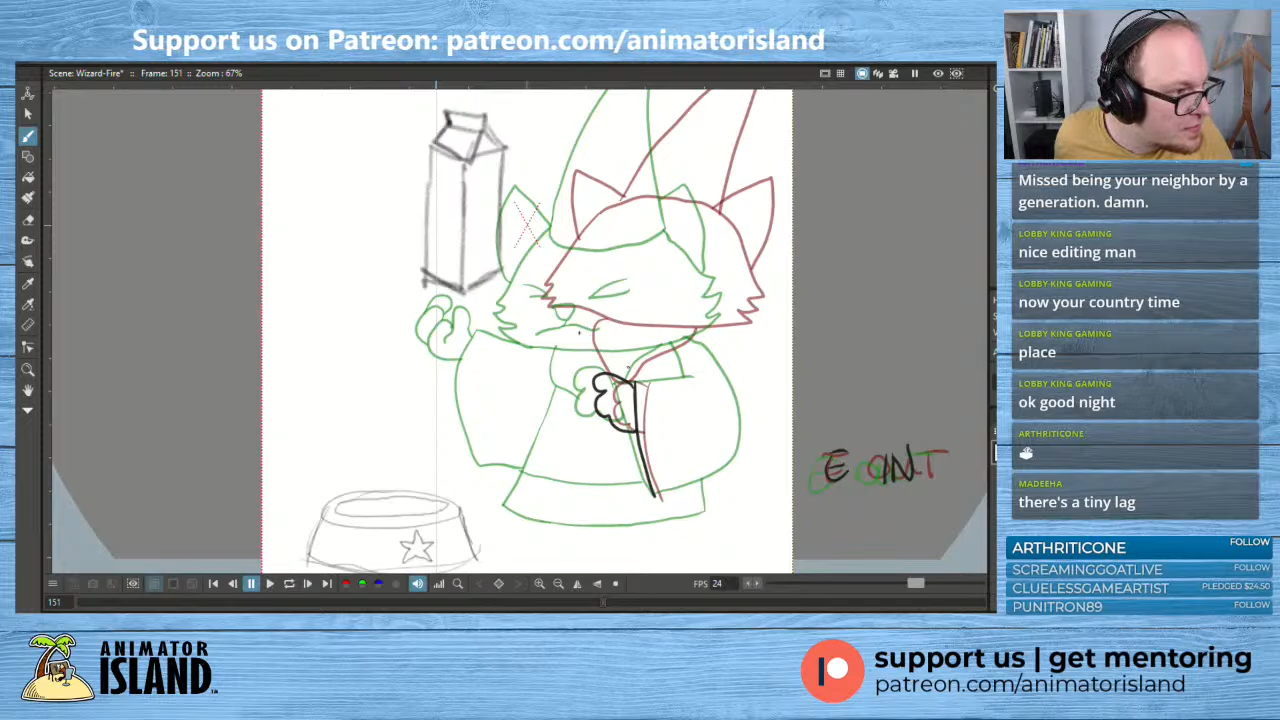 Support us on Patreon: patreon.com/animatorisland
Scene: Wizard-Fire* :: Frame: 151 :: Zoom : 67%
Missed being your neighbor by a
generation. damn.
LOBBY KING GAMING
nice editing man
LOBBY KING GAMING
now your country time
LOBBY KING GAMING
place
LOBBY KING GAMING
ok good night
ARTHRITICONE
MADEEHA
there's a tiny lag
ARTHRITICONE FOLLOW
SCREAMINGGOATLIVE FOLLOW
CLUELESSGAMEARTIST PLEDGED $24.50
PUNITRON89 FOLLOW
FPS 24
151
ANIMATOR
ISLAND™
support us | get mentoring
patreon.com/animatorisland